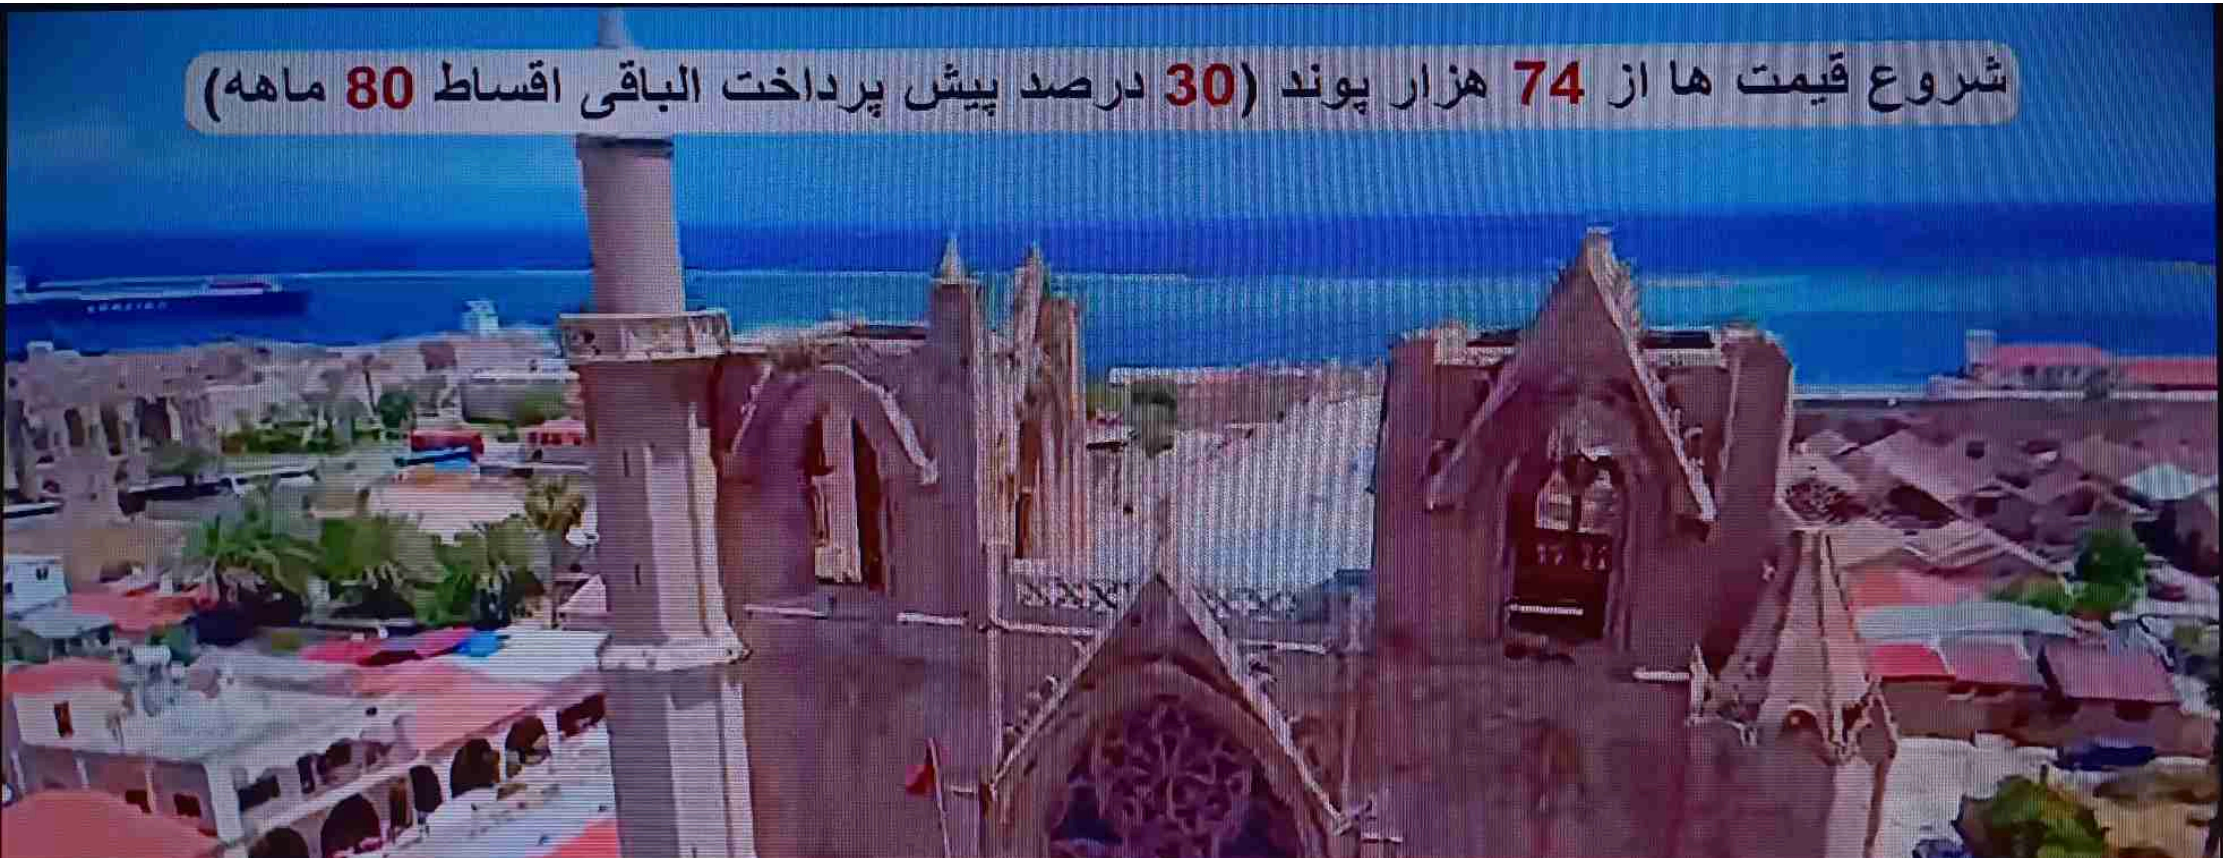 شروع قیمت ها از 74 هزار پوند (30 درصد پیش پرداخت الباقی اقساط 80 ماهه)